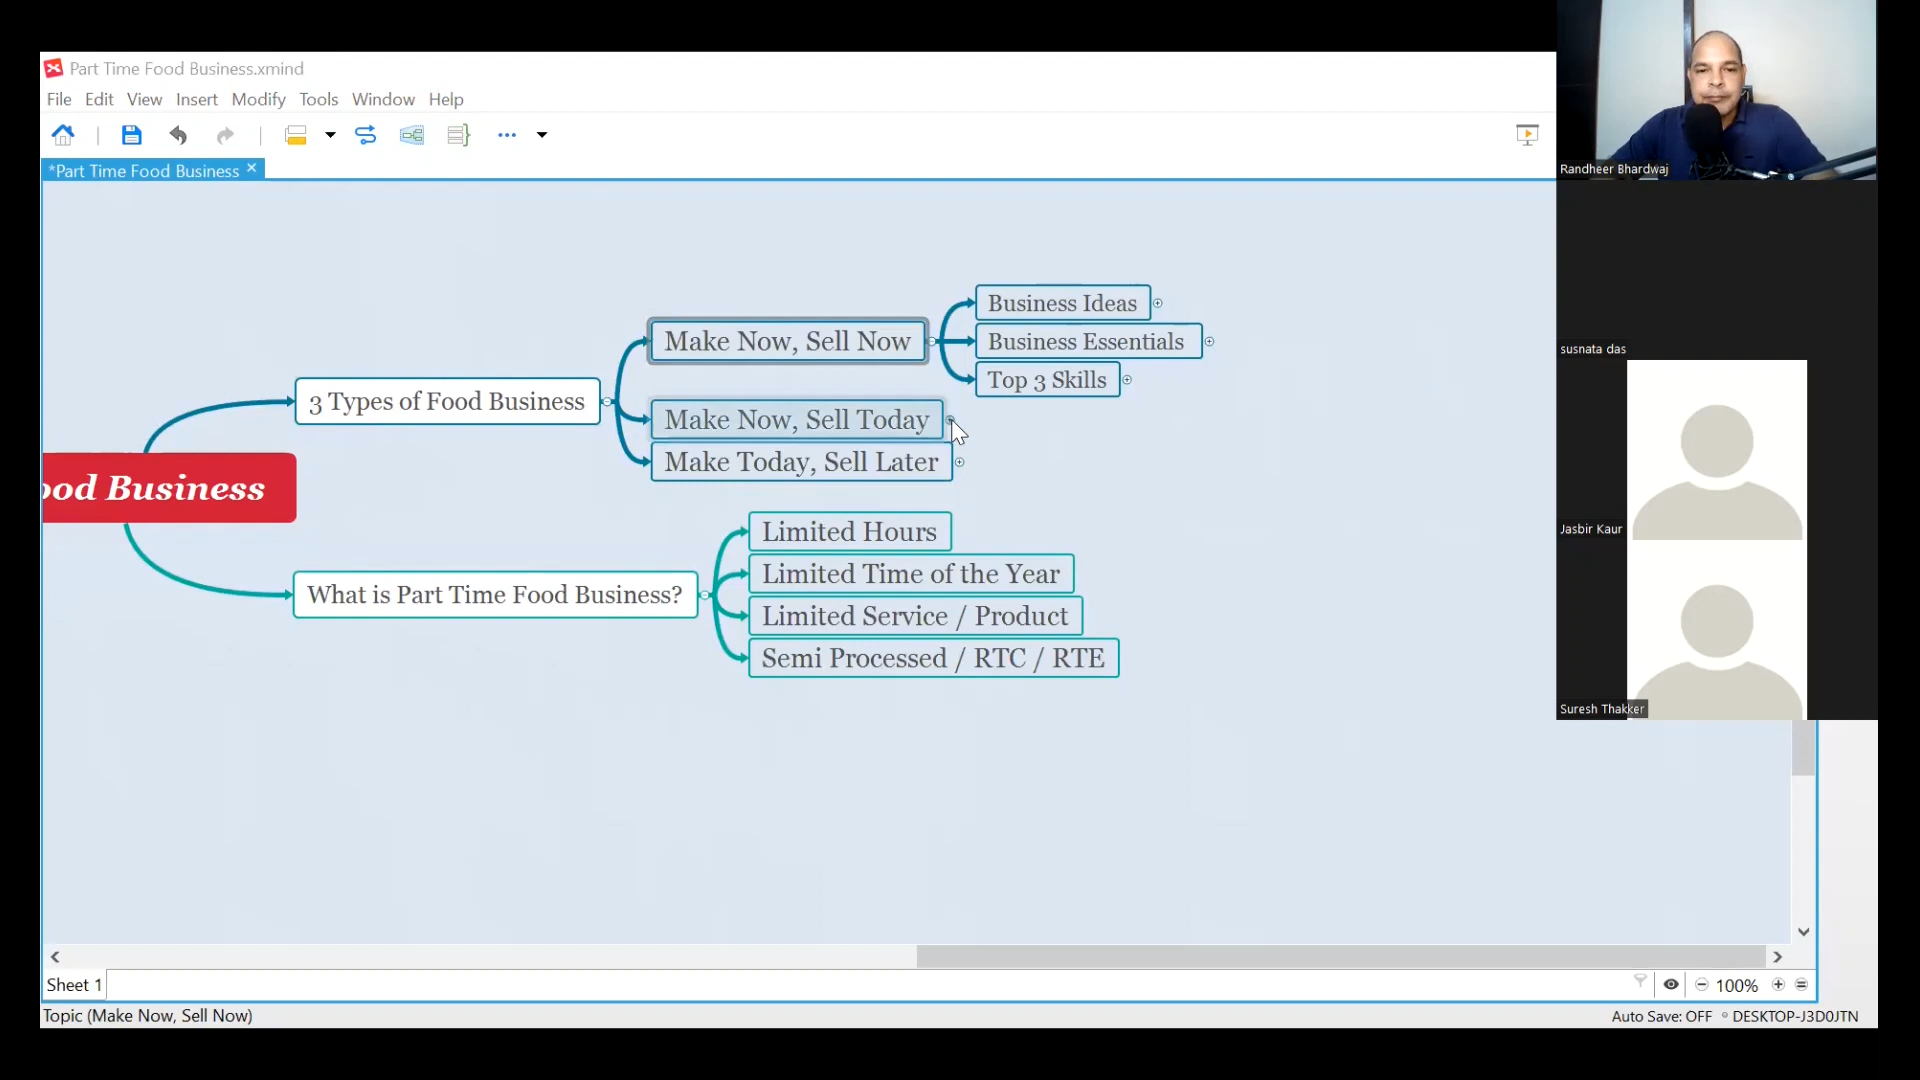 Part Time Food Business.xmind
File Edit View Insert Modify Tools Window Help
*Part Time Food Business
Business Ideas
Make Now, Sell Now
Business Essentials
Top 3 Skills
3 Types of Food Business
Make Now, Sell Today
Make Today, Sell Later
ood Business
Limited Hours
Limited Time of the Year
What is Part Time Food Business?
Limited Service / Product
Semi Processed / RTC / RTE
Randheer Bhardwaj
susnata das
Jasbir Kaur
Suresh Thakker
Sheet 1
100%
Topic (Make Now, Sell Now)
Auto Save: OFF
DESKTOP-J3D0JTN